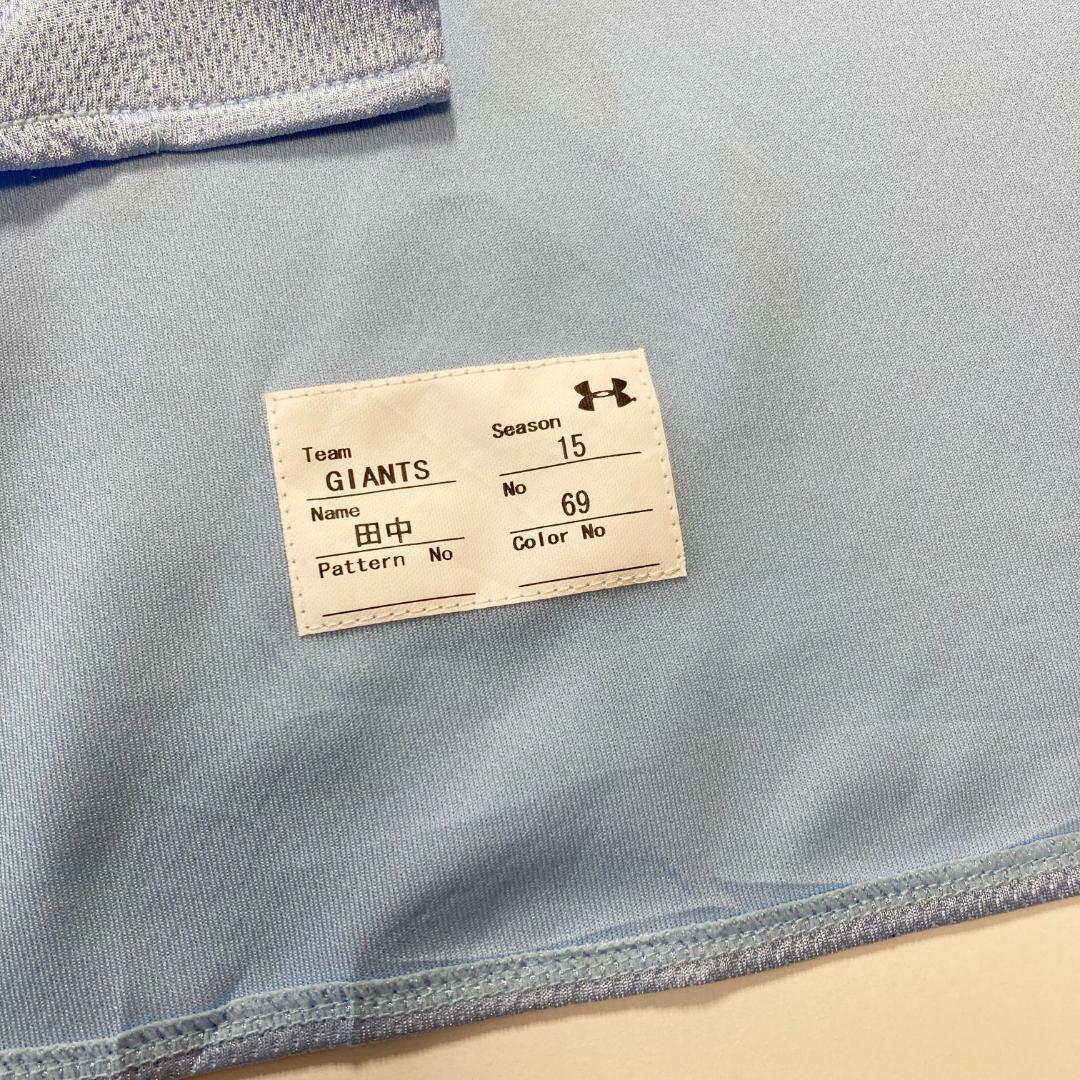 Team
GIANTS
Season
15
Name
田中
No
69
Pattern No
Color No